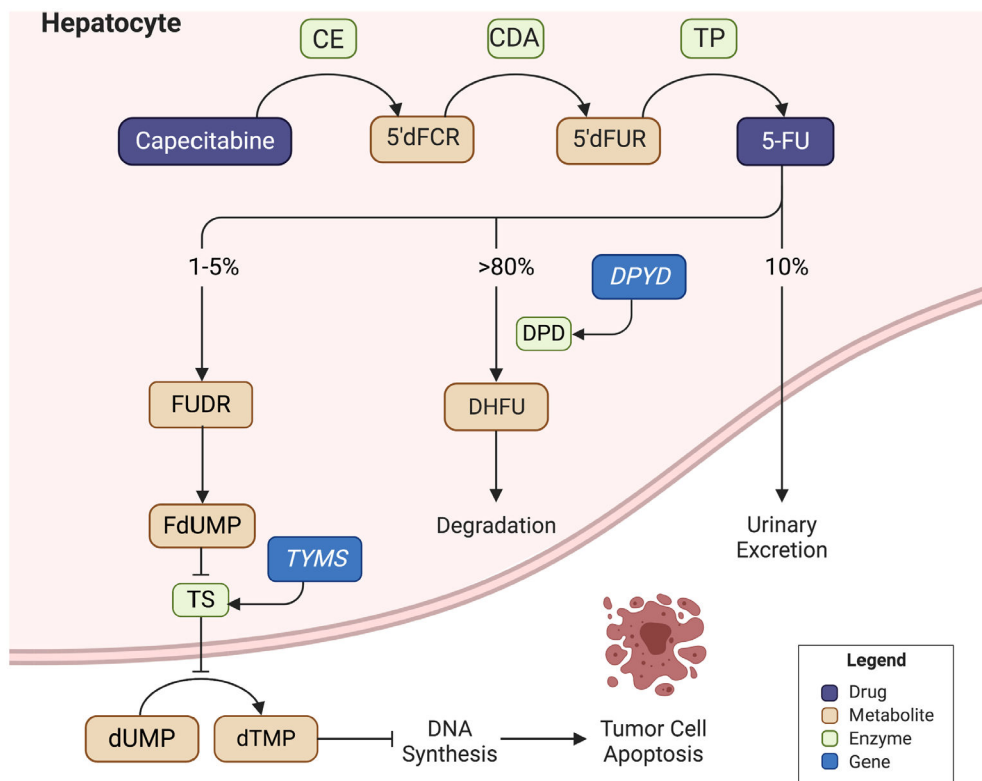 Hepatocyte
CE
CDA
TP
Capecitabine
5'dFCR
5'dFUR
5-FU
1-5%
>80%
10%
DPYD
DPD
FUDR
DHFU
FdUMP
Degradation
Urinary
Excretion
TYMS
TS
dUMP
dTMP
DNA
Synthesis
Tumor Cell
Apoptosis
Legend
Drug
Metabolite
Enzyme
Gene